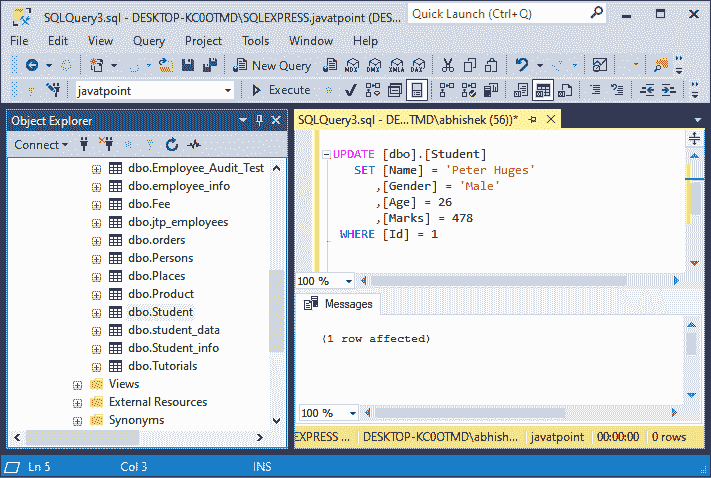 SQLQuery3.sql - DESKTOP-KC0OTMD\SQLEXPRESS.javatpoint (DES...
Quick Launch (Ctrl+Q)
File Edit View Query Project Tools Window Help
New Query MDX DMX XMLA DAX
javatpoint Execute
Object Explorer
Connect
dbo.Employee_Audit_Test
dbo.employee_info
dbo.Fee
dbo.jtp_employees
dbo.orders
dbo.Persons
dbo.Places
dbo.Product
dbo.Student
dbo.student_data
dbo.Student_info
dbo.Tutorials
Views
External Resources
Synonyms
SQLQuery3.sql - DE...TMD\abhishek (56))*
UPDATE [dbo].[Student]
SET [Name] = 'Peter Huges'
,[Gender] = 'Male'
,[Age] = 26
,[Marks] = 478
WHERE [Id] = 1
100 %
Messages
(1 row affected)
100 %
EXPRESS ... DESKTOP-KC0OTMD\abhish... javatpoint 00:00:00 0 rows
Ln 5 Col 3 INS